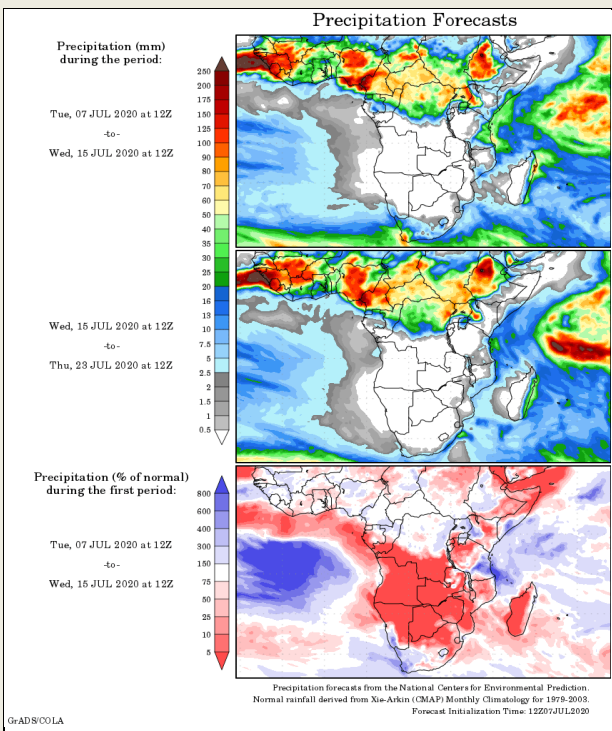 Precipitation Forecasts
Precipitation (mm)
during the period:
Tue, 07 JUL 2020 at 12Z
-to-
Wed, 15 JUL 2020 at 12Z
250
200
175
150
125
100
90
80
70
60
50
40
35
30
25
20
16
13
10
7.5
5
2.5
2
1.5
1
0.5
Wed, 15 JUL 2020 at 12Z
-to-
Thu, 23 JUL 2020 at 12Z
Precipitation (% of normal)
during the first period:
Tue, 07 JUL 2020 at 12Z
-to-
Wed, 15 JUL 2020 at 12Z
800
600
400
300
150
75
50
25
10
5
Precipitation forecasts from the National Centers for Environmental Prediction.
Normal rainfall derived from Xie-Arkin (CMAP) Monthly Climatology for 1979-2003.
Forecast Initialization Time: 12Z07JUL2020
GrADS/COLA